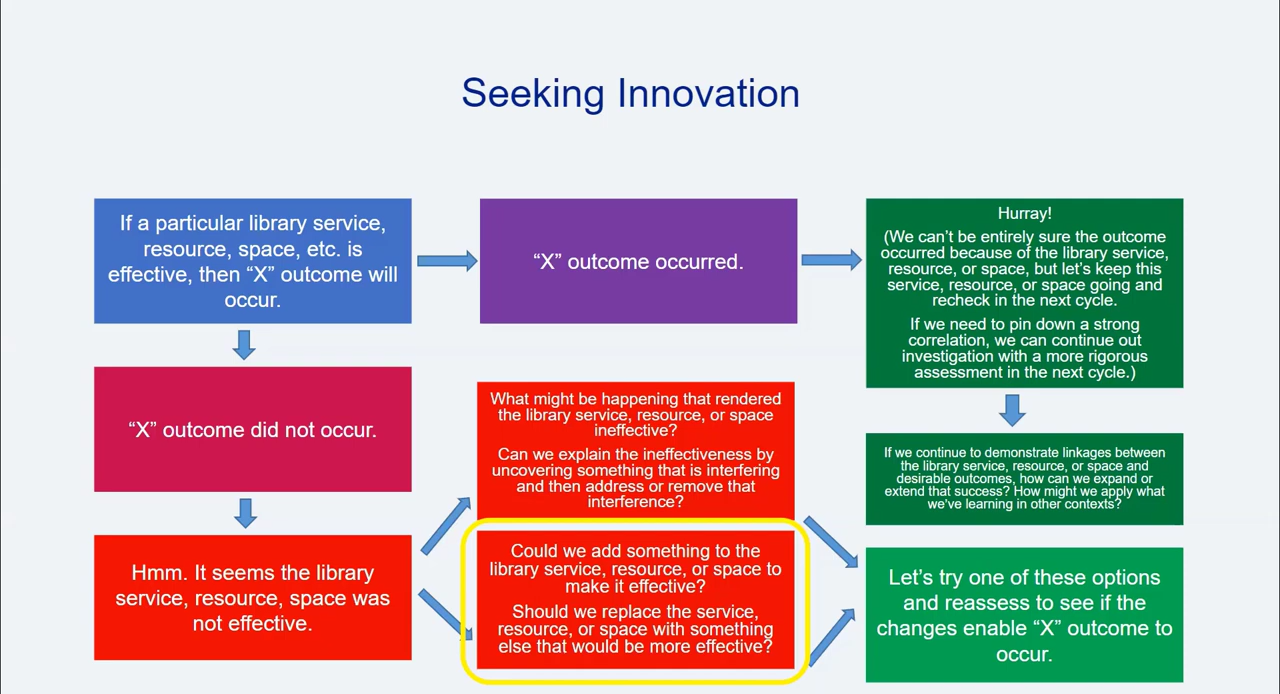 Seeking Innovation
If a particular library service,
resource, space, etc. is
effective, then “X” outcome will
occur.
“X” outcome occurred.
Hurray!
(We can’t be entirely sure the outcome
occurred because of the library service,
resource, or space, but let’s keep this
service, resource, or space going and
recheck in the next cycle.
If we need to pin down a strong
correlation, we can continue out
investigation with a more rigorous
assessment in the next cycle.)
“X” outcome did not occur.
What might be happening that rendered
the library service, resource, or space
ineffective?
Can we explain the ineffectiveness by
uncovering something that is interfering
and then address or remove that
interference?
If we continue to demonstrate linkages between
the library service, resource, or space and
desirable outcomes, how can we expand or
extend that success? How might we apply what
we’ve learning in other contexts?
Hmm. It seems the library
service, resource, space was
not effective.
Could we add something to the
library service, resource, or space to
make it effective?
Should we replace the service,
resource, or space with something
else that would be more effective?
Let’s try one of these options
and reassess to see if the
changes enable “X” outcome to
occur.